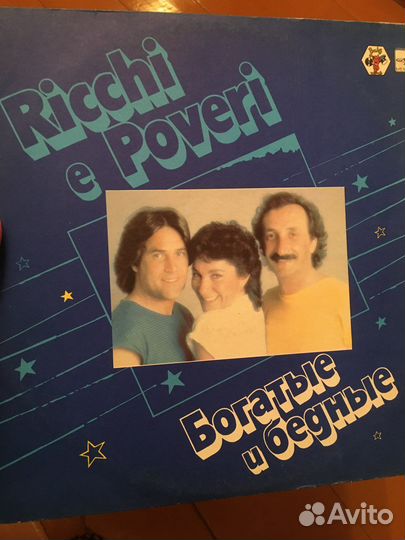 Ricchi
e Poveri
Богатые
и бедные
Avito